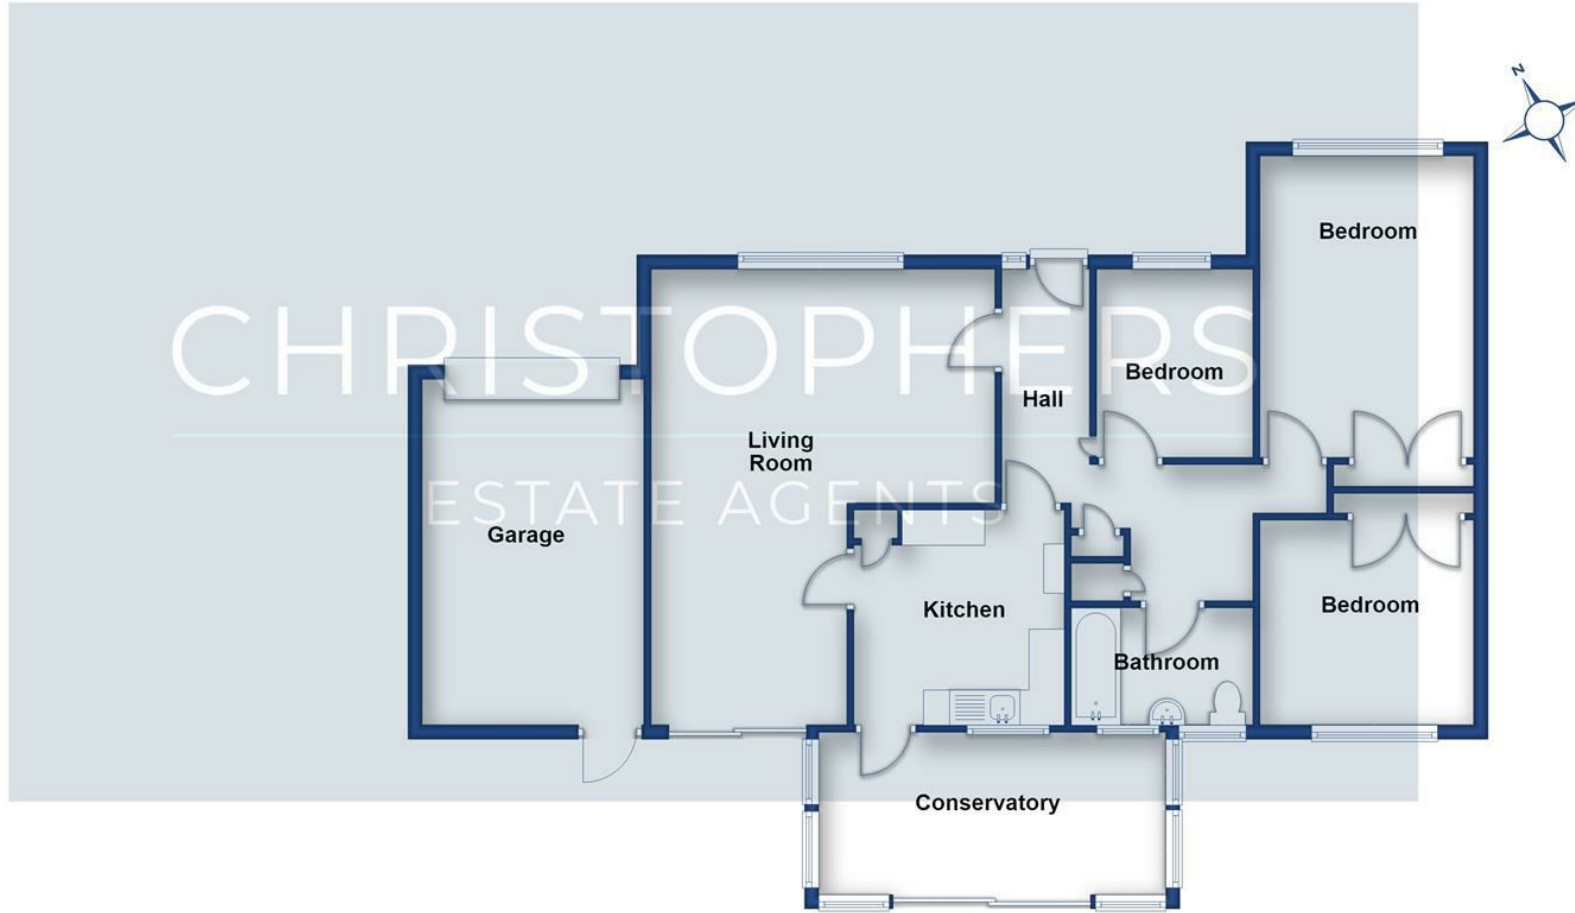 N
Bedroom
CHRISTOPHERS
Bedroom
Hall
Living
Room
ESTATE AGENTS
Garage
Kitchen
Bedroom
Bathroom
Conservatory